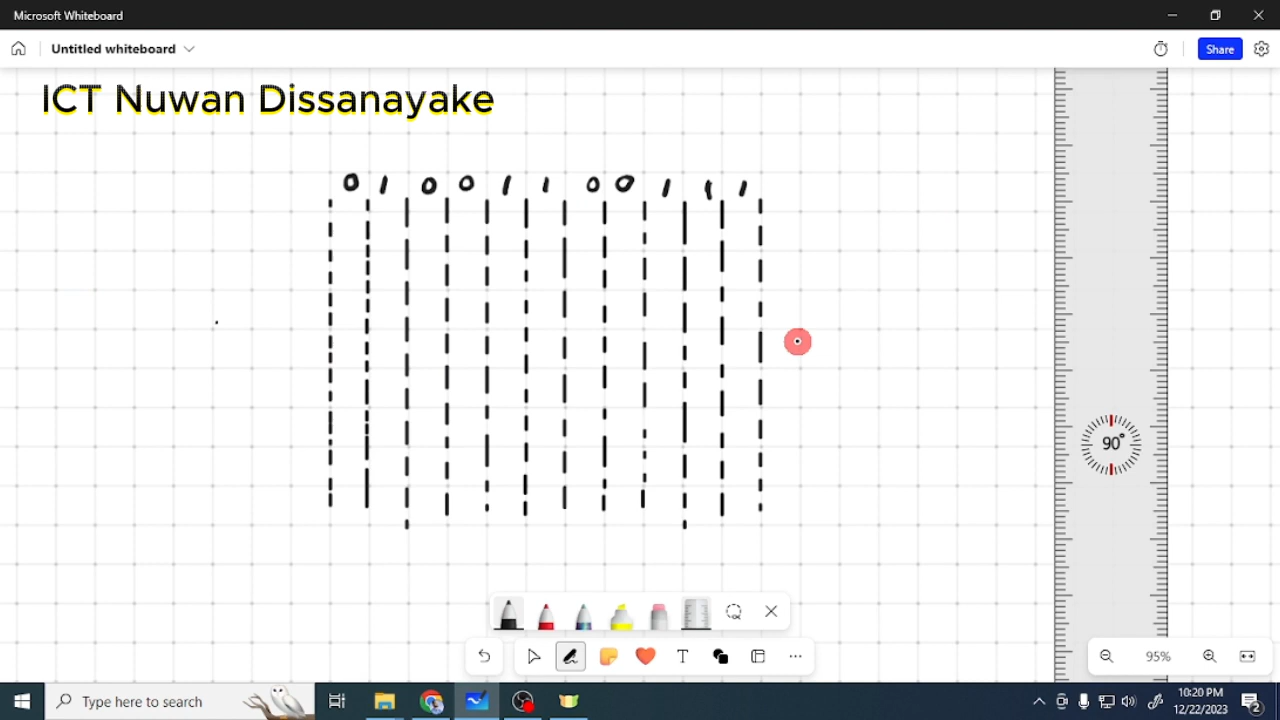 Microsoft Whiteboard
Untitled whiteboard
Share
ICT Nuwan Dissanayake
0 1 0 0 1 1 0 0 1 1 1
90°
T
95%
Type here to search
10:20 PM
12/22/2023
2